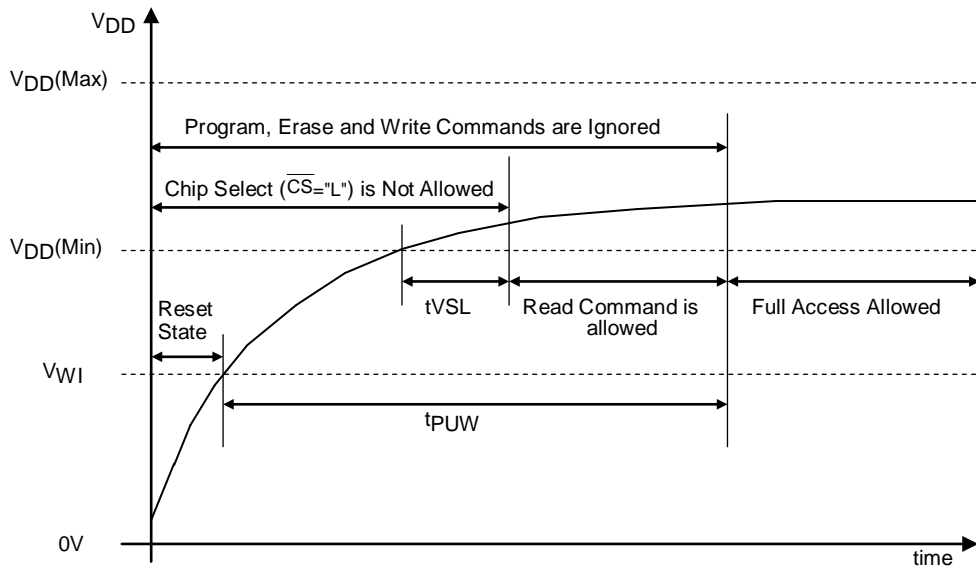 VDD
VDD(Max)
Program, Erase and Write Commands are Ignored
Chip Select (C̅S̅="L") is Not Allowed
VDD(Min)
tVSL
Read Command is
allowed
Full Access Allowed
Reset
State
VWI
tPUW
0V
time